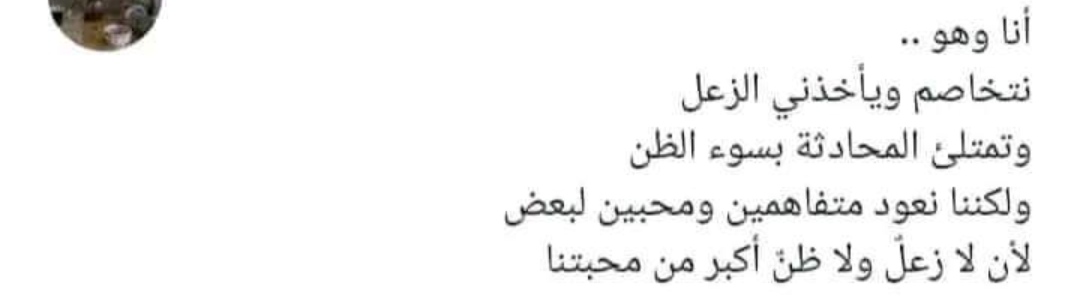 أنا وهو ..
نتخاصم ويأخذني الزعل
وتمتلئ المحادثة بسوء الظن
ولكننا نعود متفاهمين ومحبين لبعض
لأن لا زعلٌ ولا ظنّ أكبر من محبتنا